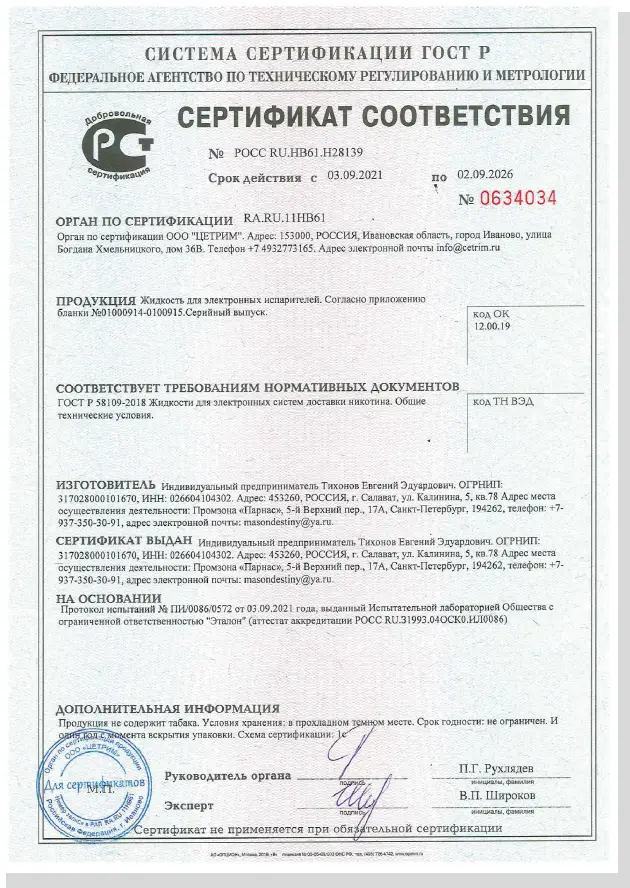 СИСТЕМА СЕРТИФИКАЦИИ ГОСТ Р
ФЕДЕРАЛЬНОЕ АГЕНТСТВО ПО ТЕХНИЧЕСКОМУ РЕГУЛИРОВАНИЮ И МЕТРОЛОГИИ
Добровольная
сертификация
СЕРТИФИКАТ СООТВЕТСТВИЯ
№ РОСС RU.НВ61.Н28139
Срок действия с 03.09.2021 по 02.09.2026
№ 0634034
ОРГАН ПО СЕРТИФИКАЦИИ RA.RU.11НВ61
Орган по сертификации ООО "ЦЕТРИМ". Адрес: 153000, РОССИЯ, Ивановская область, город Иваново, улица
Богдана Хмельницкого, дом 36В. Телефон +7 4932773165. Адрес электронной почты info@cetrim.ru
ПРОДУКЦИЯ Жидкость для электронных испарителей. Согласно приложению
бланки №01000914-0100915.Серийный выпуск.
код ОК
12.00.19
СООТВЕТСТВУЕТ ТРЕБОВАНИЯМ НОРМАТИВНЫХ ДОКУМЕНТОВ
ГОСТ Р 58109-2018 Жидкости для электронных систем доставки никотина. Общие
технические условия.
код ТН ВЭД
ИЗГОТОВИТЕЛЬ Индивидуальный предприниматель Тихонов Евгений Эдуардович. ОГРНИП:
317028000101670, ИНН: 026604104302. Адрес: 453260, РОССИЯ, г. Салават, ул. Калинина, 5, кв.78 Адрес места
осуществления деятельности: Промзона «Парнас», 5-й Верхний пер., 17А, Санкт-Петербург, 194262, телефон: +7-
937-350-30-91, адрес электронной почты: masondestiny@ya.ru.
СЕРТИФИКАТ ВЫДАН Индивидуальный предприниматель Тихонов Евгений Эдуардович. ОГРНИП:
317028000101670, ИНН: 026604104302. Адрес: 453260, РОССИЯ, г. Салават, ул. Калинина, 5, кв.78 Адрес места
осуществления деятельности: Промзона «Парнас», 5-й Верхний пер., 17А, Санкт-Петербург, 194262, телефон: +7-
937-350-30-91, адрес электронной почты: masondestiny@ya.ru.
НА ОСНОВАНИИ
Протокол испытаний № ПИ/0086/0572 от 03.09.2021 года, выданный Испытательной лабораторией Общества с
ограниченной ответственностью "Эталон" (аттестат аккредитации РОСС RU.31993.04ОСК0.ИЛ0086)
ДОПОЛНИТЕЛЬНАЯ ИНФОРМАЦИЯ
Продукция не содержит табака. Условия хранения: в прохладном темном месте. Срок годности: не ограничен. И
один год с момента вскрытия упаковки. Схема сертификации: 1с
Орган по сертификации продукции
ООО «ЦЕТРИМ»
Для сертификатов
М.П.
Российская Федерация, г. Иваново
Руководитель органа
подпись
П.Г. Рухлядев
инициалы, фамилия
Эксперт
подпись
В.П. Широков
инициалы, фамилия
Сертификат не применяется при обязательной сертификации